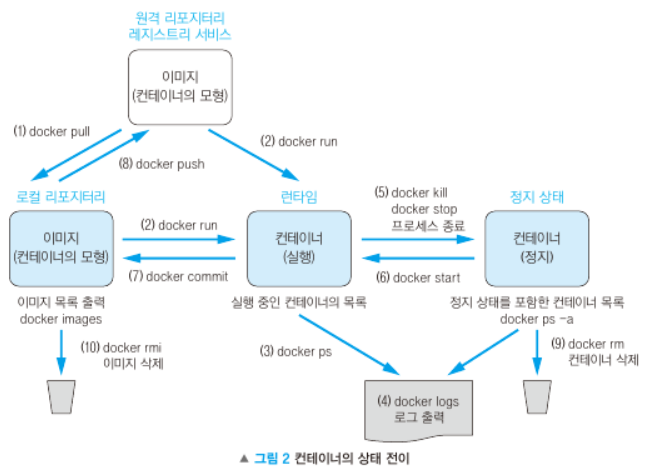 원격 리포지터리
레지스트리 서비스
이미지
(컨테이너의 모형)
(1) docker pull
(8) docker push
(2) docker run
로컬 리포지터리
런타임
(5) docker kill
docker stop
프로세스 종료
정지 상태
이미지
(컨테이너의 모형)
(2) docker run
(7) docker commit
컨테이너
(실행)
(6) docker start
컨테이너
(정지)
이미지 목록 출력
docker images
실행 중인 컨테이너의 목록
정지 상태를 포함한 컨테이너 목록
docker ps -a
(10) docker rmi
이미지 삭제
(3) docker ps
(9) docker rm
컨테이너 삭제
(4) docker logs
로그 출력
▲ 그림 2 컨테이너의 상태 전이